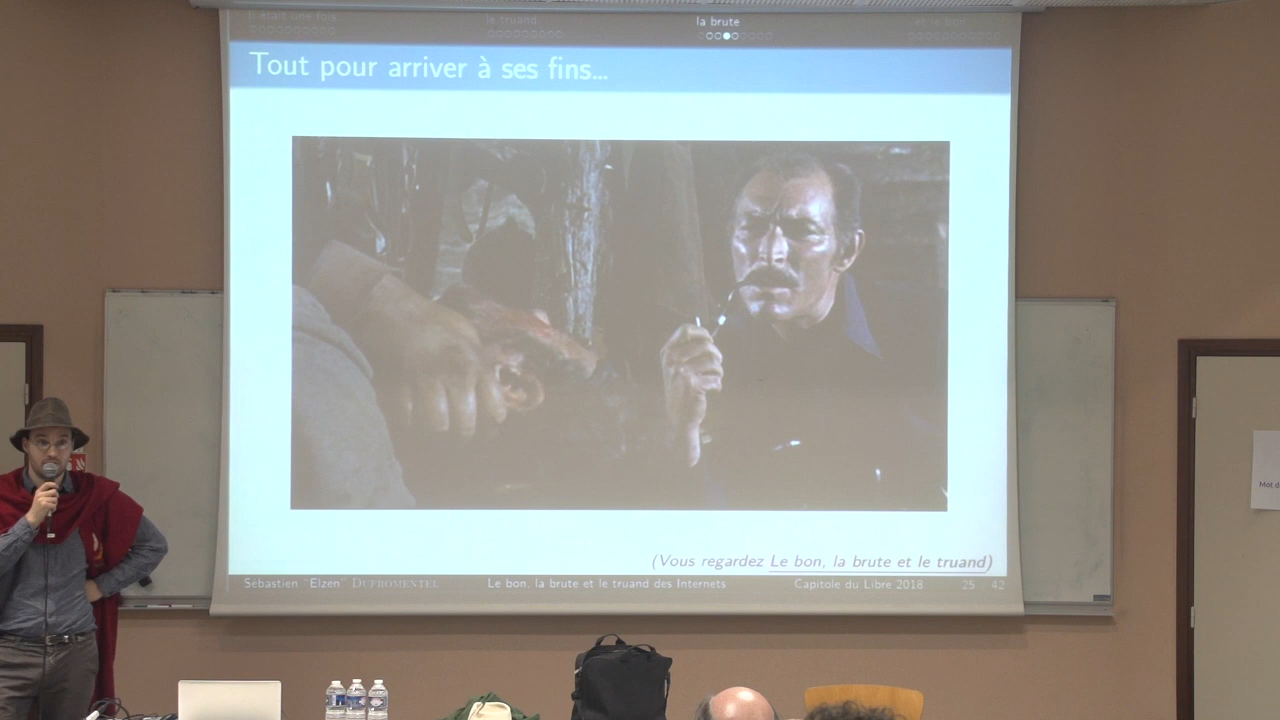 Il était une fois
le truand
la brute
et le bon
Tout pour arriver à ses fins...
(Vous regardez Le bon, la brute et le truand)
Sébastien "Elzen" DUFROMENTEL
Le bon, la brute et le truand des Internets
Capitole du Libre 2018
25
42
Mot d